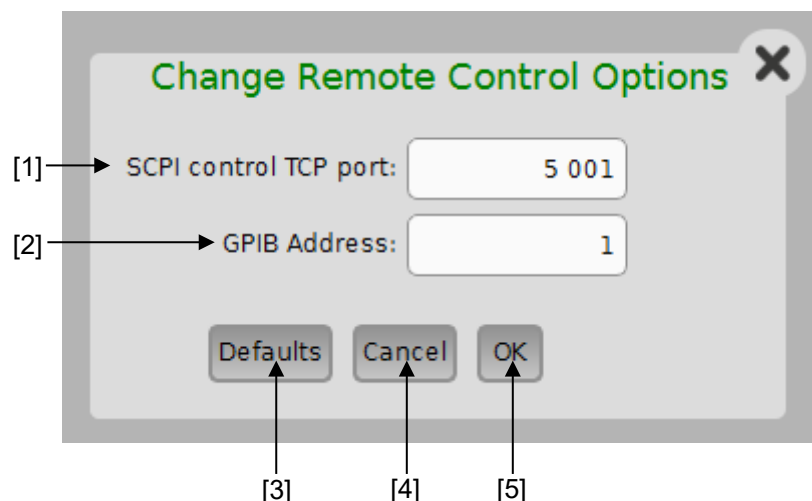 Change Remote Control Options
[1] SCPI control TCP port: 5 001
[2] GPIB Address: 1
Defaults Cancel OK
[3] [4] [5]